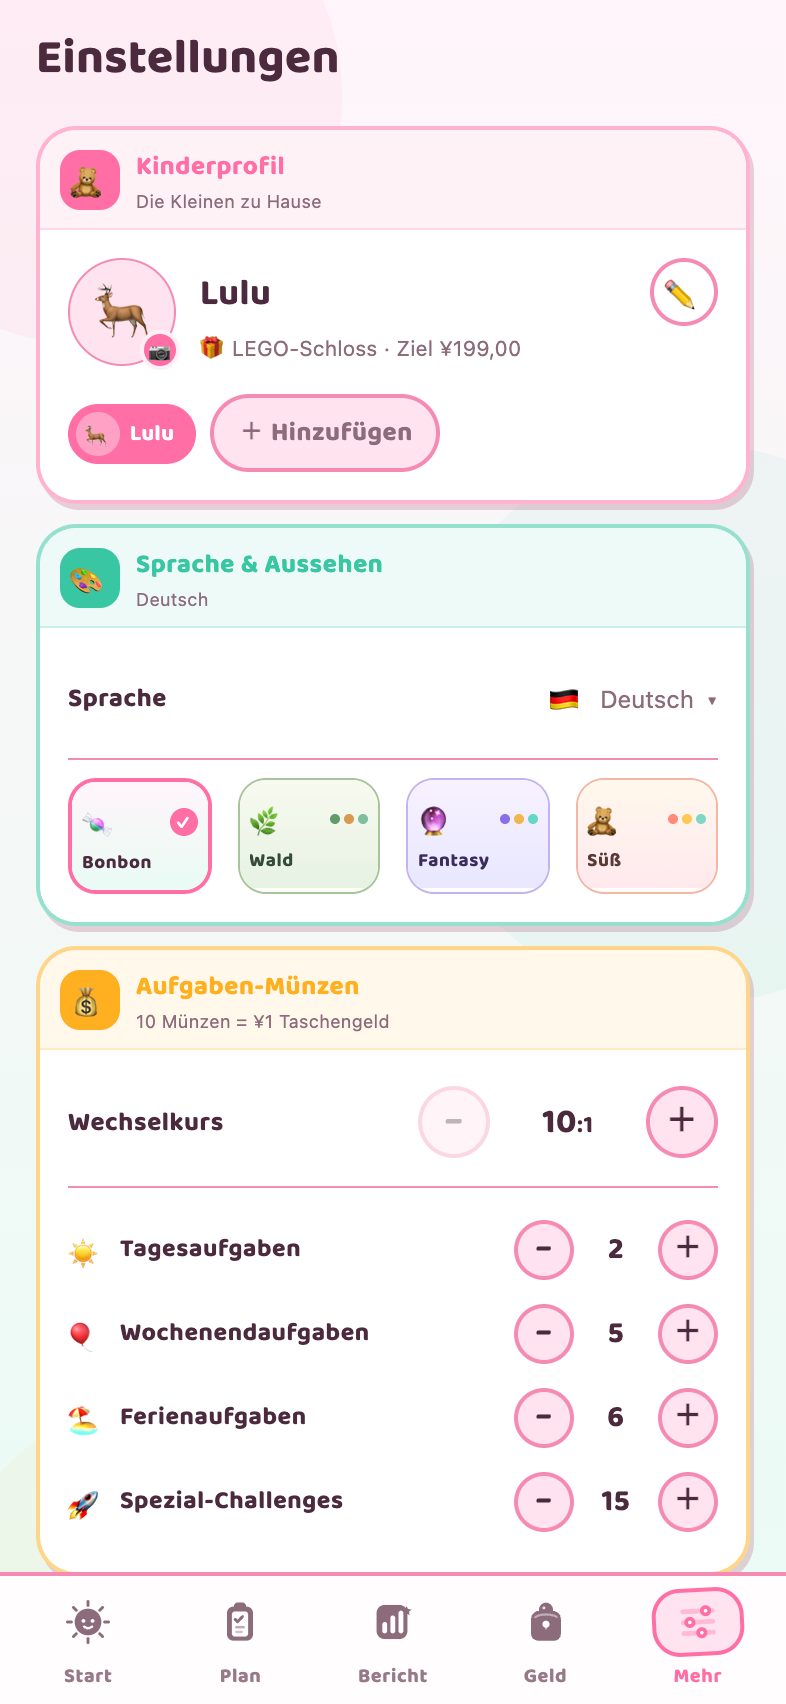 Einstellungen
Kinderprofil
Die Kleinen zu Hause
Lulu
LEGO-Schloss · Ziel ¥199,00
Lulu
+ Hinzufügen
Sprache & Aussehen
Deutsch
Sprache
Deutsch
Bonbon
Wald
Fantasy
Süß
Aufgaben-Münzen
10 Münzen = ¥1 Taschengeld
Wechselkurs
− 10:1 +
Tagesaufgaben
− 2 +
Wochenendaufgaben
− 5 +
Ferienaufgaben
− 6 +
Spezial-Challenges
− 15 +
Start
Plan
Bericht
Geld
Mehr